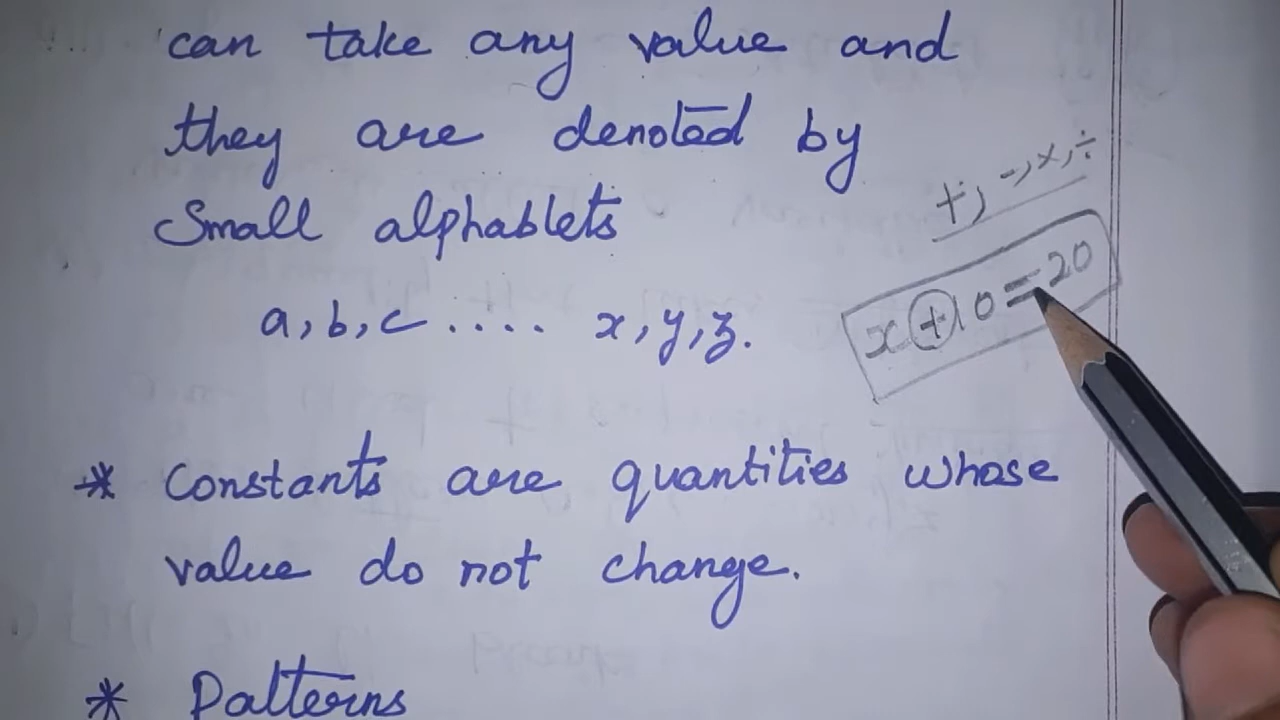 can take any value and
they are denoted by
Small alphablets
+, -, ×, ÷
x + 10 = 20
a, b, c .... x, y, z.
* Constants are quantities whose
value do not change.
* Patterns